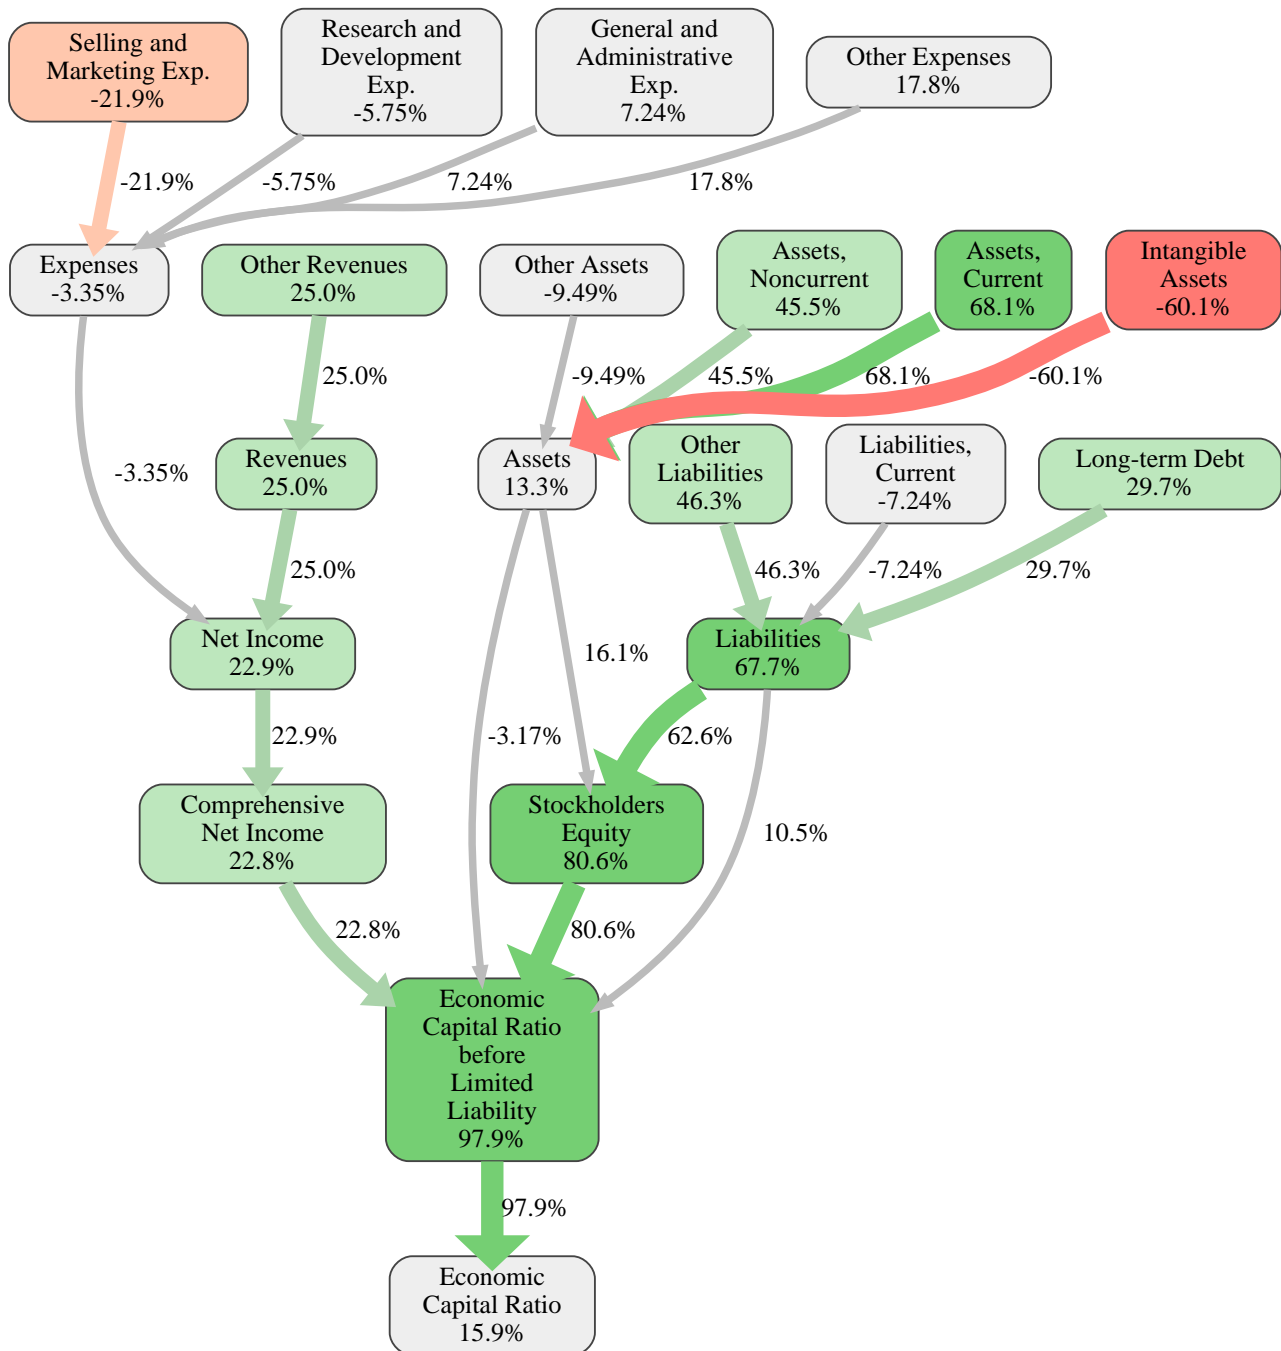 Selling and
Marketing Exp.
-21.9%
Research and
Development
Exp.
-5.75%
General and
Administrative
Exp.
7.24%
Other Expenses
17.8%
-21.9%
-5.75%
7.24%
17.8%
Expenses
-3.35%
Other Revenues
25.0%
Other Assets
-9.49%
Assets,
Noncurrent
45.5%
Assets,
Current
68.1%
Intangible
Assets
-60.1%
25.0%
-9.49%
45.5%
68.1%
-60.1%
-3.35%
Revenues
25.0%
Assets
13.3%
Other
Liabilities
46.3%
Liabilities,
Current
-7.24%
Long-term Debt
29.7%
25.0%
46.3%
-7.24%
29.7%
Net Income
22.9%
16.1%
Liabilities
67.7%
22.9%
-3.17%
62.6%
Comprehensive
Net Income
22.8%
Stockholders
Equity
80.6%
10.5%
22.8%
80.6%
Economic
Capital Ratio
before
Limited
Liability
97.9%
97.9%
Economic
Capital Ratio
15.9%